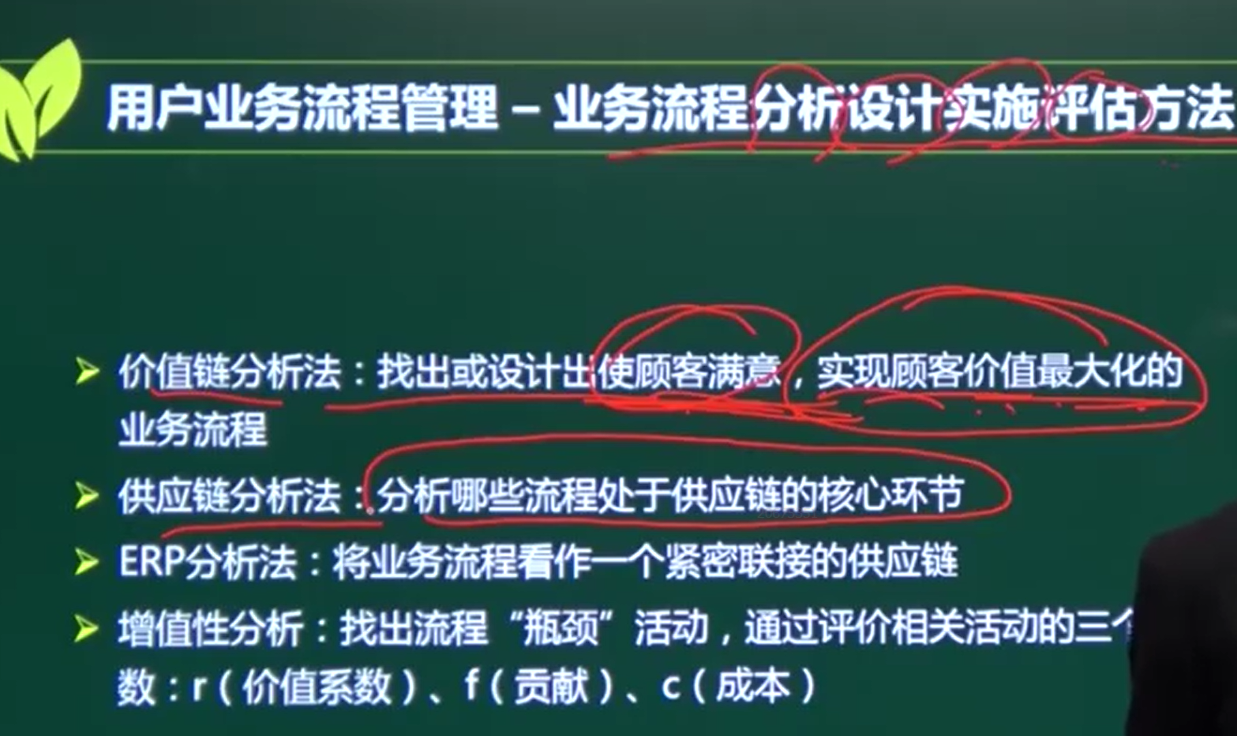 用户业务流程管理 – 业务流程分析设计实施评估方法
价值链分析法：找出或设计出使顾客满意，实现顾客价值最大化的
业务流程
供应链分析法：分析哪些流程处于供应链的核心环节
ERP分析法：将业务流程看作一个紧密联接的供应链
增值性分析：找出流程“瓶颈”活动，通过评价相关活动的三个
数：r（价值系数）、f（贡献）、c（成本）